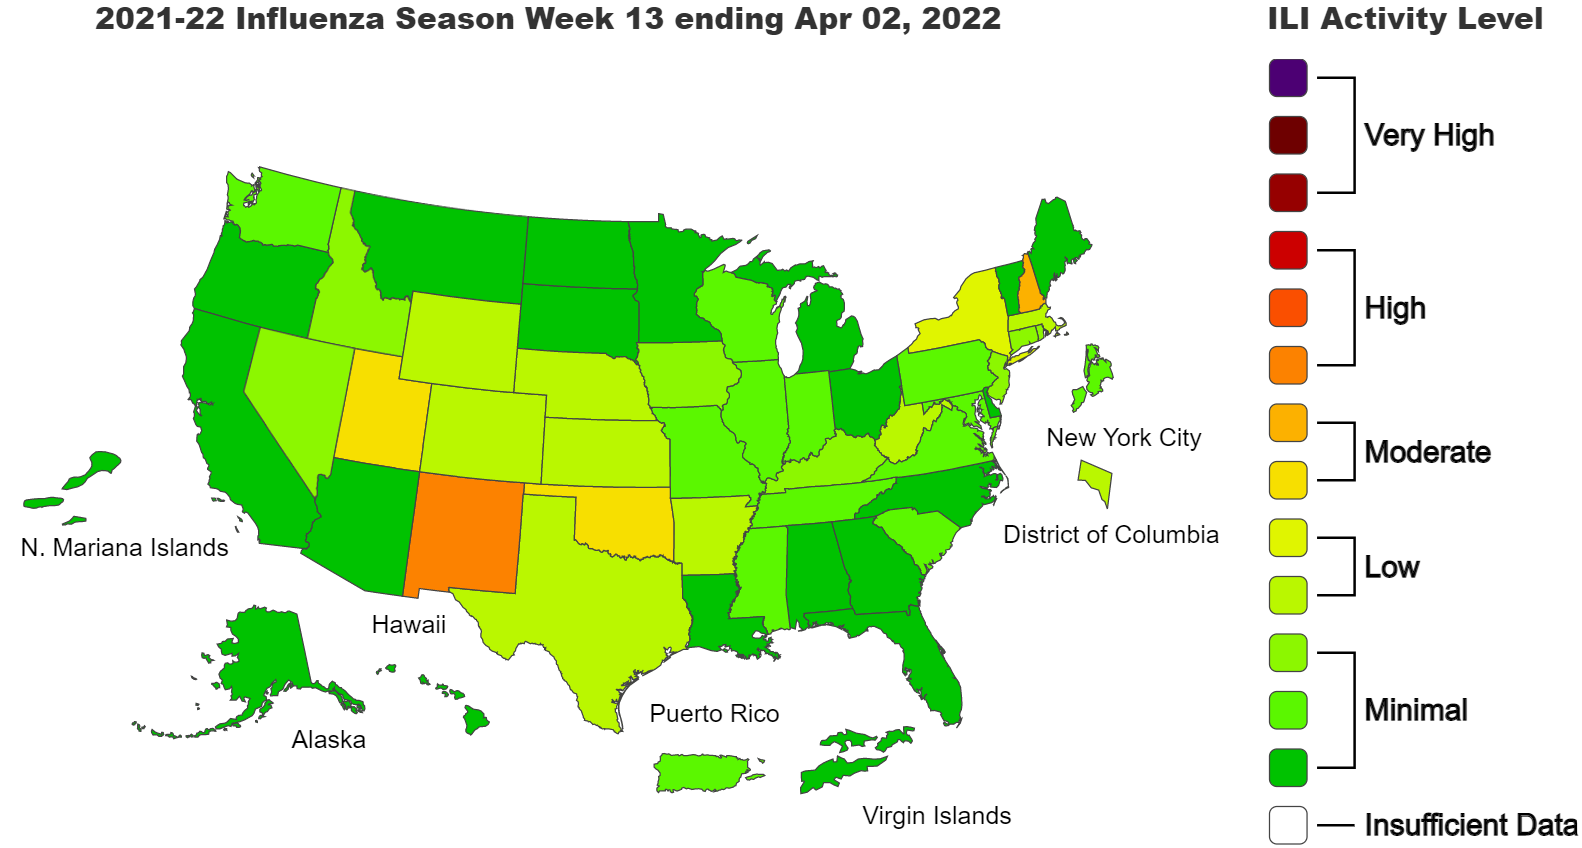 2021-22 Influenza Season Week 13 ending Apr 02, 2022
ILI Activity Level
Very High
High
Moderate
Low
Minimal
Insufficient Data
New York City
District of Columbia
N. Mariana Islands
Hawaii
Alaska
Puerto Rico
Virgin Islands